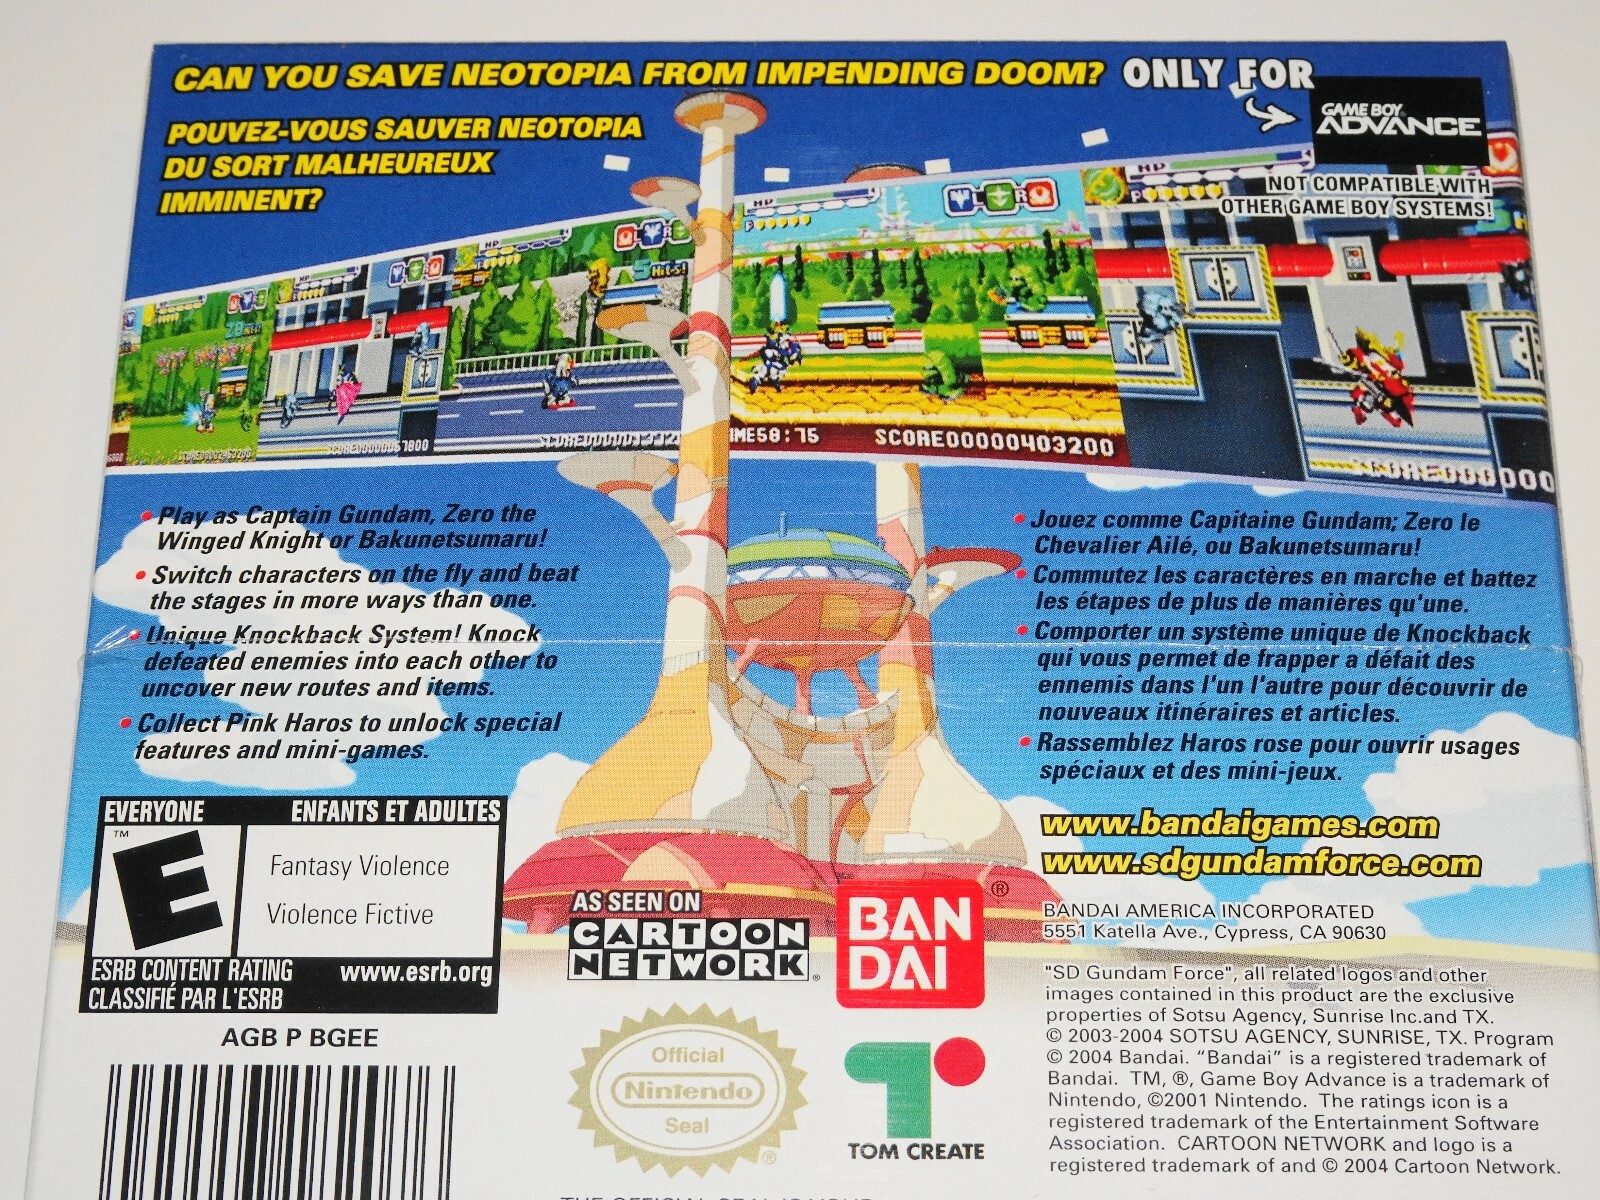 CAN YOU SAVE NEOTOPIA FROM IMPENDING DOOM? ONLY FOR
GAME BOY
ADVANCE
POUVEZ-VOUS SAUVER NEOTOPIA
DU SORT MALHEUREUX
IMMINENT?
NOT COMPATIBLE WITH
OTHER GAME BOY SYSTEMS!
HP
HP
HP
HP
L R
5 Hits!
IME58:75
SCORE00000403200
SCORE000000
• Play as Captain Gundam, Zero the
Winged Knight or Bakunetsumaru!
• Switch characters on the fly and beat
the stages in more ways than one.
• Unique Knockback System! Knock
defeated enemies into each other to
uncover new routes and items.
• Collect Pink Haros to unlock special
features and mini-games.
• Jouez comme Capitaine Gundam; Zero le
Chevalier Ailé, ou Bakunetsumaru!
• Commutez les caractères en marche et battez
les étapes de plus de manières qu'une.
• Comporter un système unique de Knockback
qui vous permet de frapper a défait des
ennemis dans l'un l'autre pour découvrir de
nouveaux itinéraires et articles.
• Rassemblez Haros rose pour ouvrir usages
spéciaux et des mini-jeux.
www.bandaigames.com
www.sdgundamforce.com
EVERYONE ENFANTS ET ADULTES
™
E
Fantasy Violence
Violence Fictive
ESRB CONTENT RATING www.esrb.org
CLASSIFIÉ PAR L'ESRB
AGB P BGEE
AS SEEN ON
CARTOON
NETWORK®
BAN
DAI
®
Official
Nintendo
Seal
®
TOM CREATE
BANDAI AMERICA INCORPORATED
5551 Katella Ave., Cypress, CA 90630
"SD Gundam Force", all related logos and other
images contained in this product are the exclusive
properties of Sotsu Agency, Sunrise Inc.and TX.
© 2003-2004 SOTSU AGENCY, SUNRISE, TX. Program
© 2004 Bandai. "Bandai" is a registered trademark of
Bandai. TM, ®, Game Boy Advance is a trademark of
Nintendo, ©2001 Nintendo. The ratings icon is a
registered trademark of the Entertainment Software
Association. CARTOON NETWORK and logo is a
registered trademark of and © 2004 Cartoon Network.